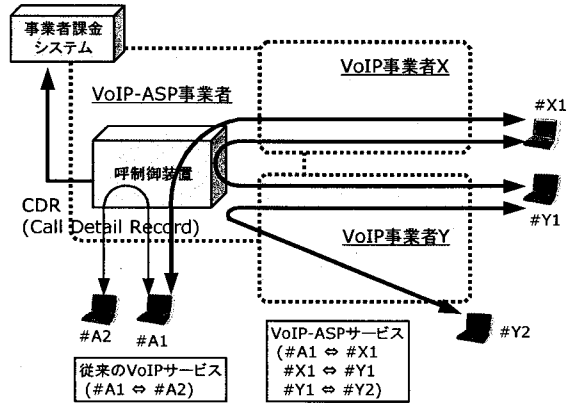 事業者課金
システム
VoIP-ASP事業者
VoIP事業者X
#X1
呼制御装置
CDR
(Call Detail Record)
#Y1
VoIP事業者Y
#A2
#A1
#Y2
従来のVoIPサービス
(#A1 ⇔ #A2)
VoIP-ASPサービス
(#A1 ⇔ #X1
#X1 ⇔ #Y1
#Y1 ⇔ #Y2)